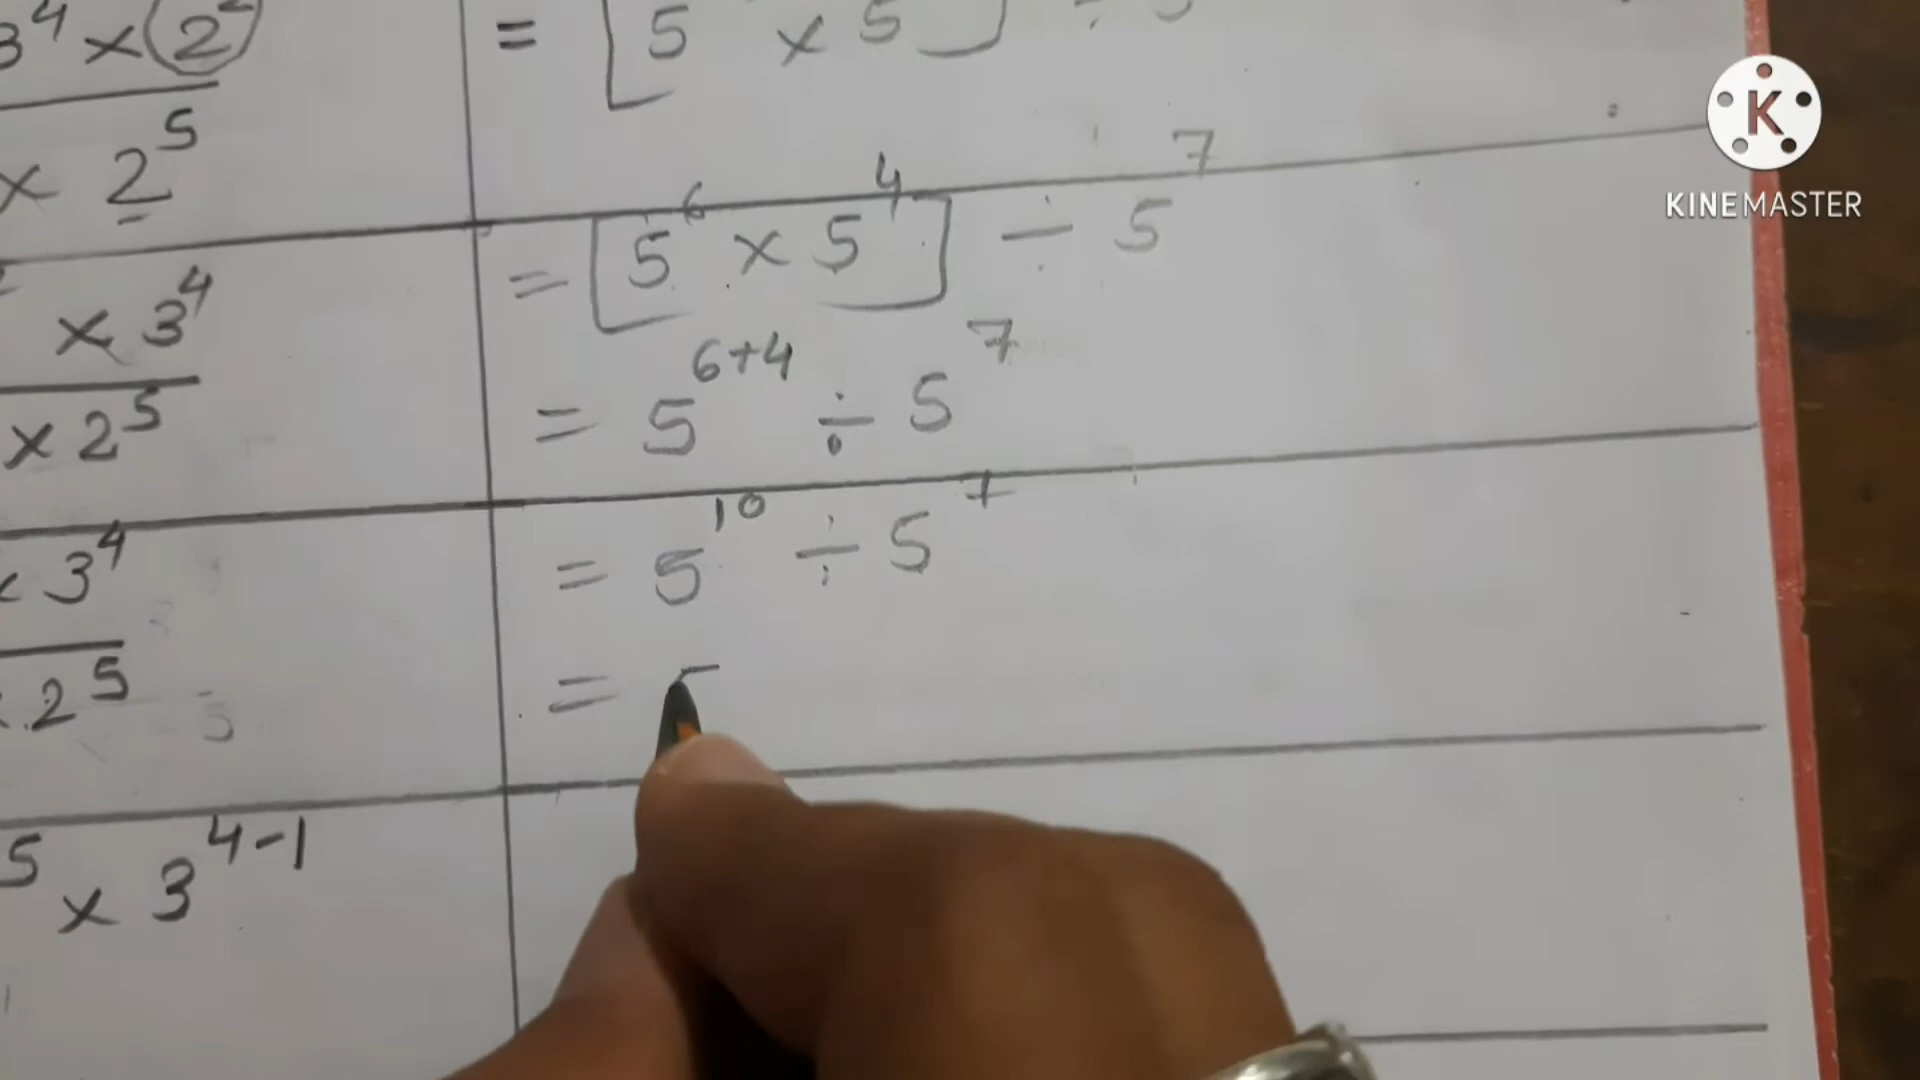 3⁴ × 2²
× 2⁵
× 3⁴
× 2⁵
× 3⁴
2⁵
5 × 3⁴⁻¹
= [5 × 5] ÷ 5
= [5⁶ × 5⁴] ÷ 5⁷
= 5⁶⁺⁴ ÷ 5⁷
= 5¹⁰ ÷ 5⁷
=
K
KINEMASTER